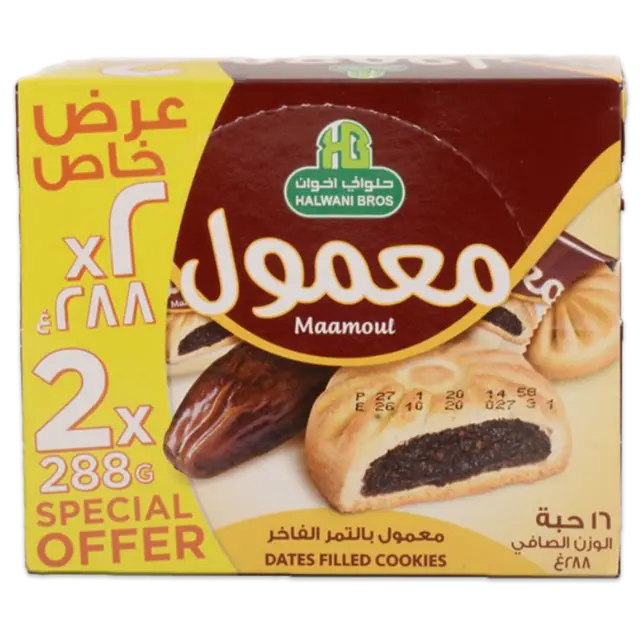 عرض
خاص
٢x
٢٨٨غ
2x
288G
SPECIAL
OFFER
HB
حلواني اخوان
HALWANI BROS
معمول
Maamoul
P 27 1 20 14 58
E 26 10 20 027 3 1
معمول بالتمر الفاخر
DATES FILLED COOKIES
١٦ حبة
الوزن الصافي
٢٨٨غ